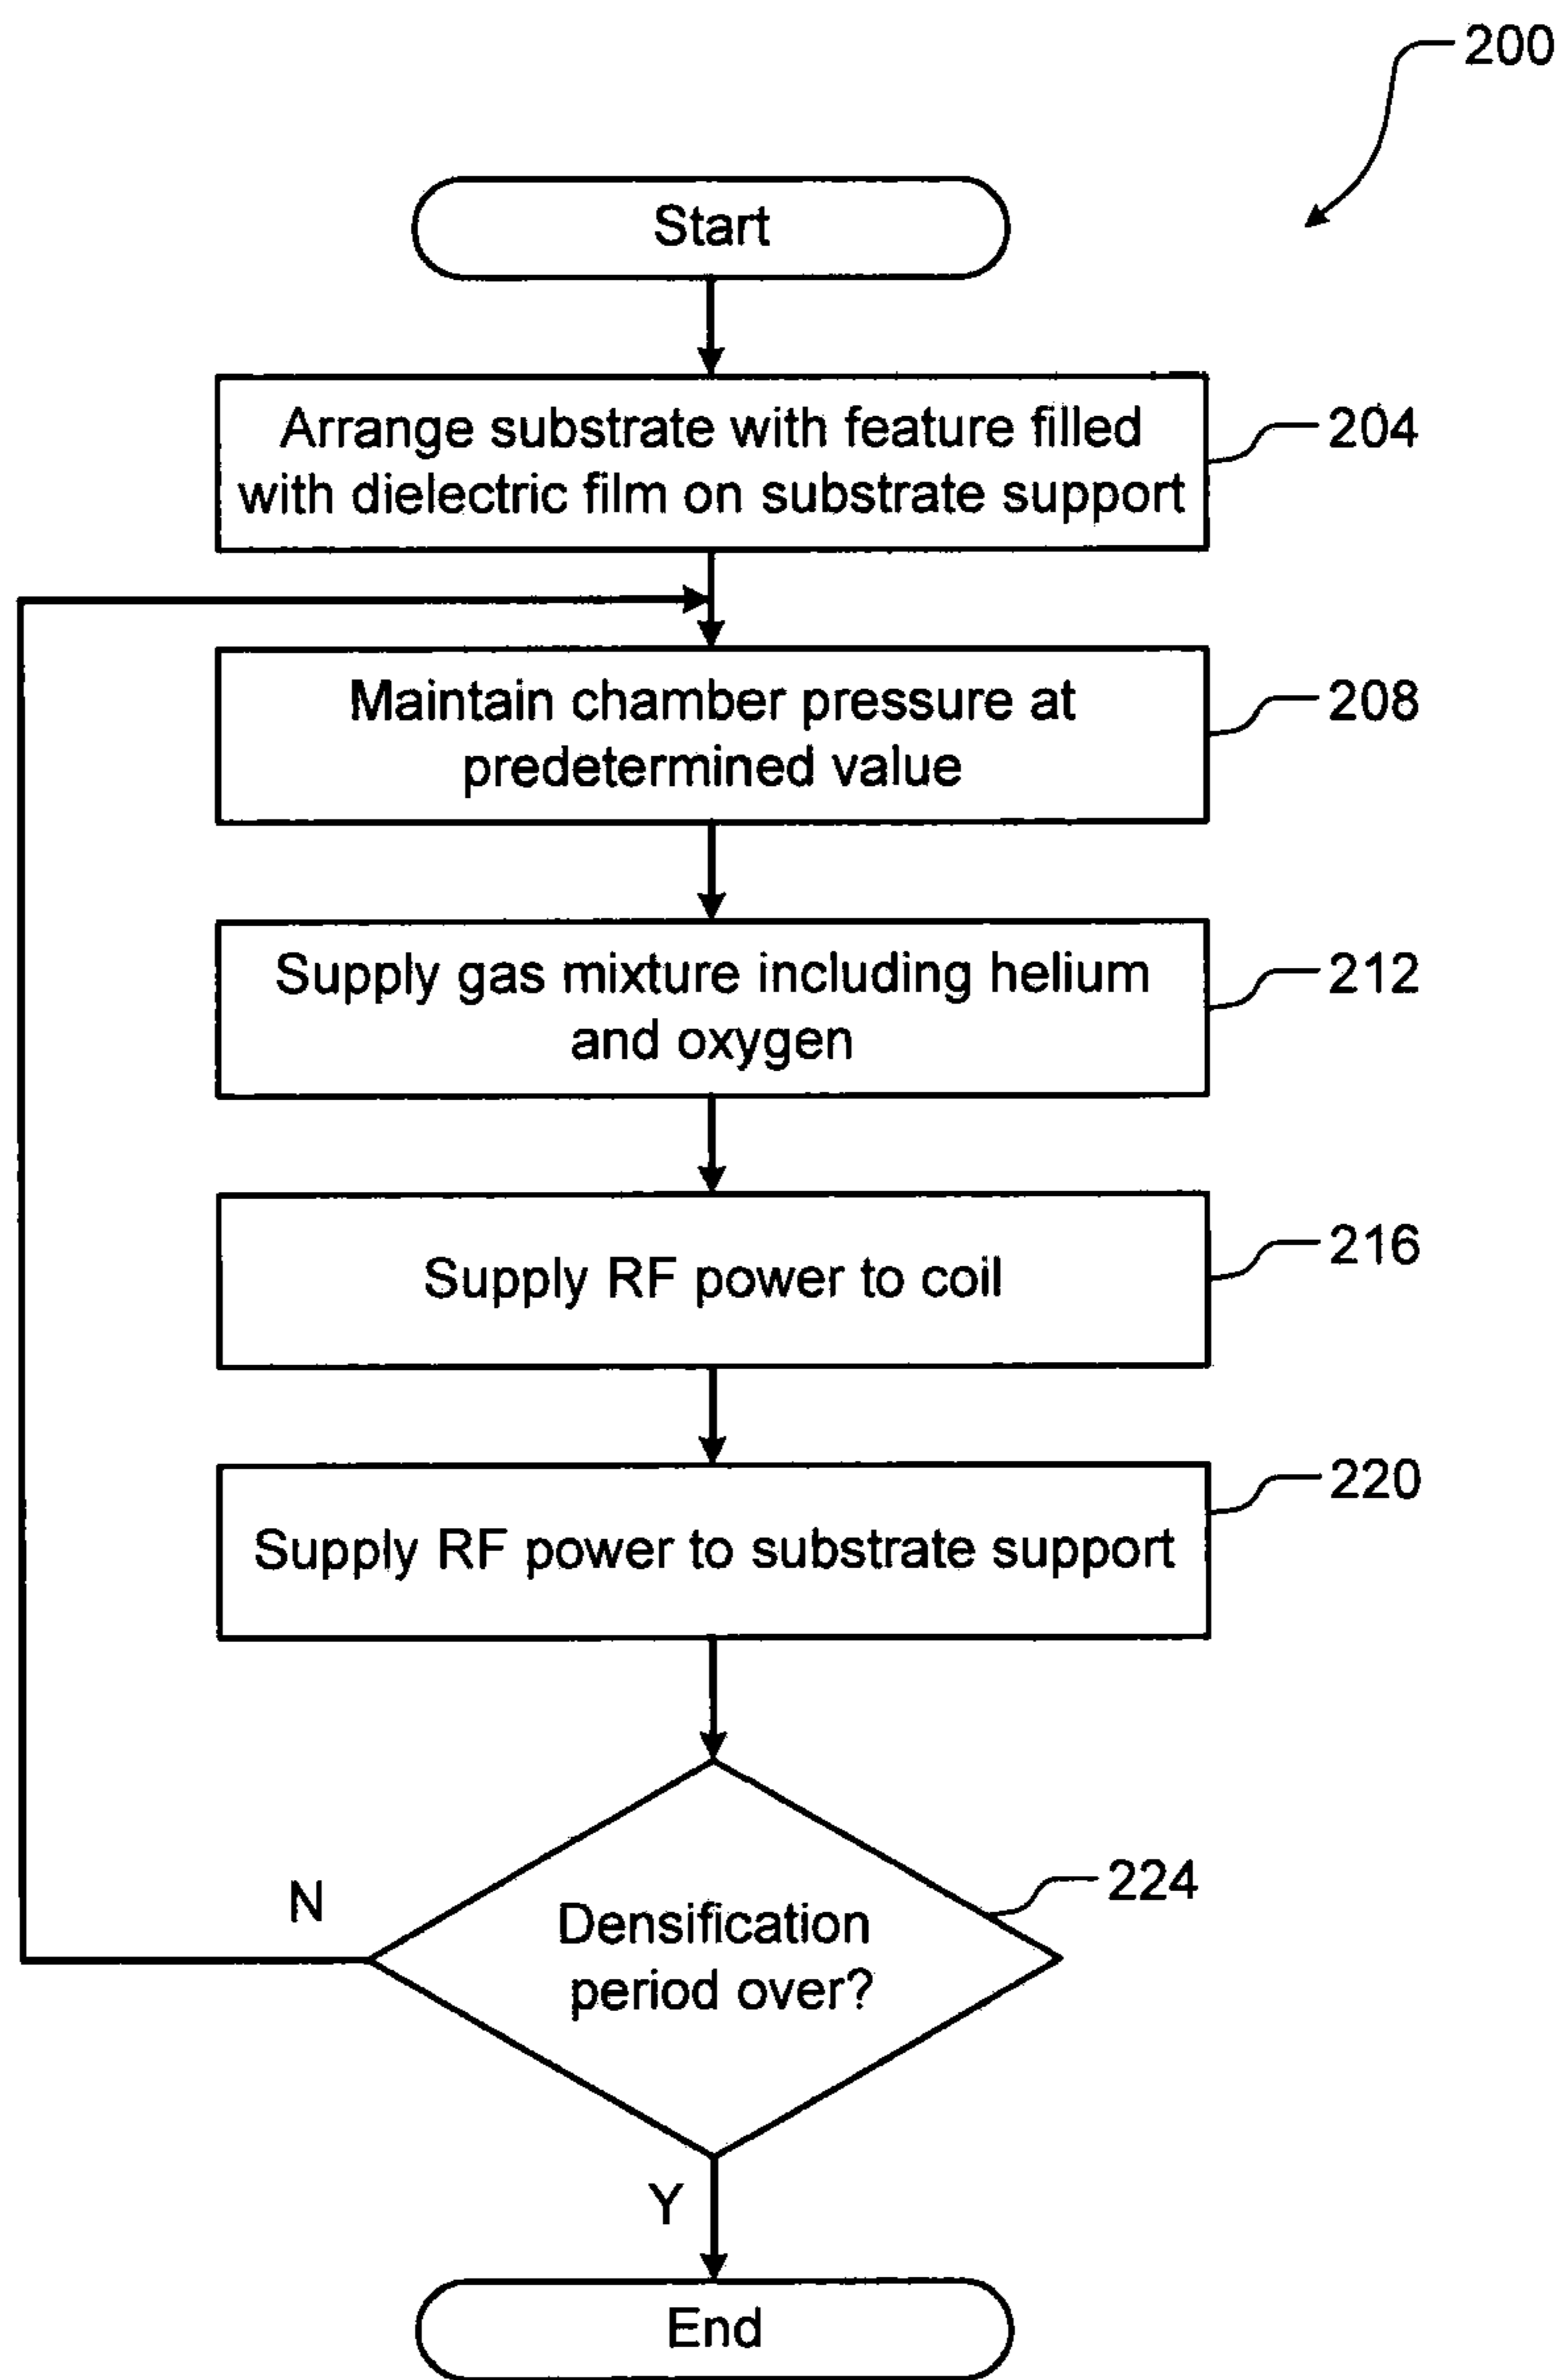 200
Start
Arrange substrate with feature filled
with dielectric film on substrate support
204
Maintain chamber pressure at
predetermined value
208
Supply gas mixture including helium
and oxygen
212
Supply RF power to coil
216
Supply RF power to substrate support
220
Densification
period over?
224
N
Y
End